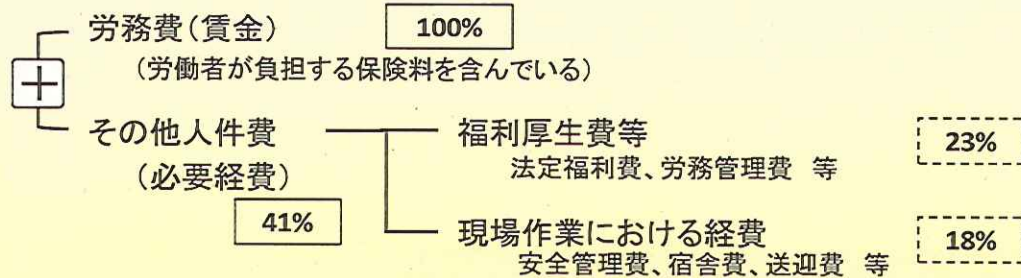 労務費(賃金) 100%
(労働者が負担する保険料を含んでいる)
+
その他人件費 福利厚生費等 23%
(必要経費) 法定福利費、労務管理費 等
41%
現場作業における経費 18%
安全管理費、宿舎費、送迎費 等